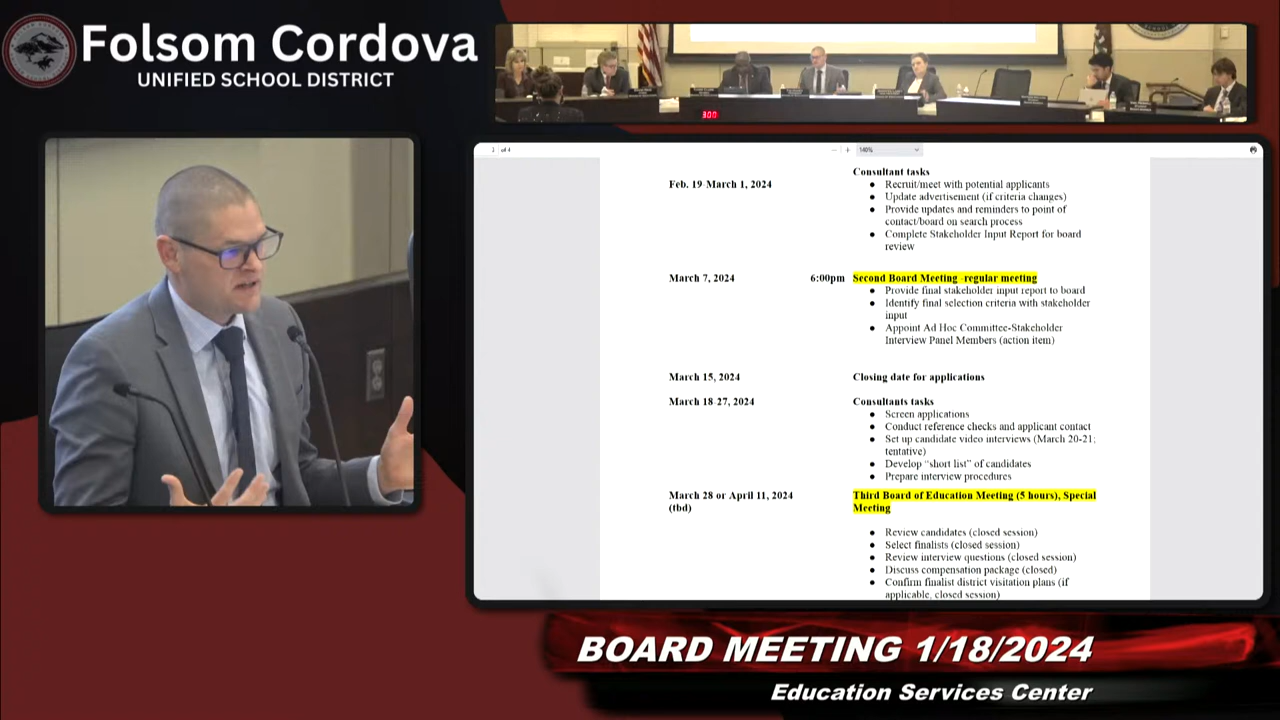 Folsom Cordova
UNIFIED SCHOOL DISTRICT
3:00
1 of 4
140%
Consultant tasks
Feb. 19-March 1, 2024
● Recruit/meet with potential applicants
● Update advertisement (if criteria changes)
● Provide updates and reminders to point of
contact/board on search process
● Complete Stakeholder Input Report for board
review
March 7, 2024 6:00pm Second Board Meeting -regular meeting
● Provide final stakeholder input report to board
● Identify final selection criteria with stakeholder
input
● Appoint Ad Hoc Committee-Stakeholder
Interview Panel Members (action item)
March 15, 2024 Closing date for applications
March 18-27, 2024 Consultants tasks
● Screen applications
● Conduct reference checks and applicant contact
● Set up candidate video interviews (March 20-21;
tentative)
● Develop “short list” of candidates
● Prepare interview procedures
March 28 or April 11, 2024 Third Board of Education Meeting (5 hours), Special
(tbd) Meeting
● Review candidates (closed session)
● Select finalists (closed session)
● Review interview questions (closed session)
● Discuss compensation package (closed)
● Confirm finalist district visitation plans (if
applicable, closed session)
BOARD MEETING 1/18/2024
Education Services Center